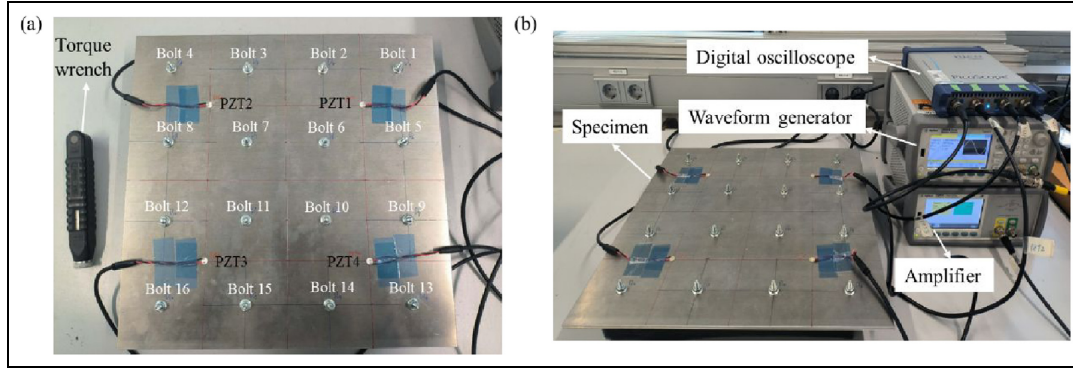 (a)
Bolt 4 Bolt 3 Bolt 2 Bolt 1
Torque
wrench
PZT2 PZT1
Bolt 8 Bolt 7 Bolt 6 Bolt 5
Bolt 12 Bolt 11 Bolt 10 Bolt 9
PZT3 PZT4
Bolt 16 Bolt 15 Bolt 14 Bolt 13
(b)
Digital oscilloscope
Waveform generator
Specimen
Amplifier